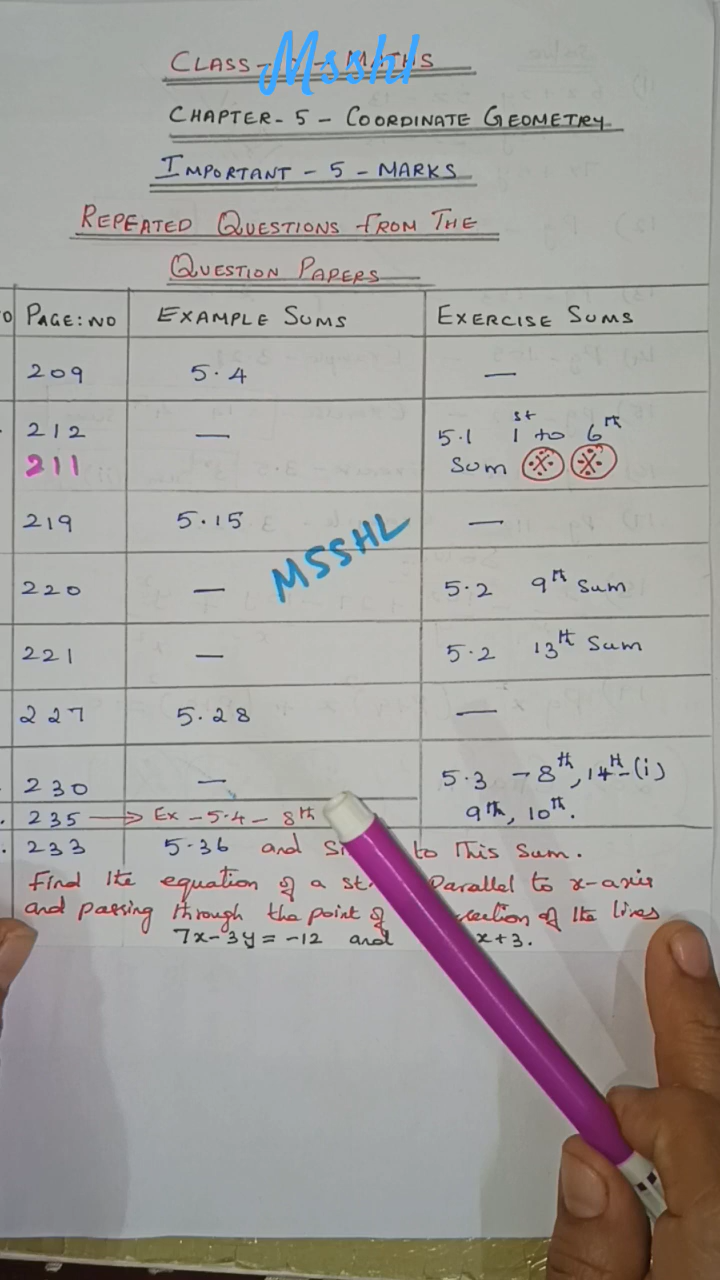 Msshl
CLASS - MATHS
CHAPTER - 5 - COORDINATE GEOMETRY
IMPORTANT - 5 - MARKS
REPEATED QUESTIONS FROM THE
QUESTION PAPERS
O PAGE: NO EXAMPLE SUMS EXERCISE SUMS
209 5.4 —
212 — 5.1 1st to 6th
211 Sum
219 5.15 —
MSSHL
220 — 5.2 9th Sum
221 — 5.2 13th Sum
227 5.28 —
230 — 5.3 - 8th, 14th - (i)
9th, 10th.
235 → Ex - 5.4 - 8th
233 5.36 and to This Sum.
Find the equation of a Parallel to x-axis
and passing through the point of of the lines
7x - 3y = -12 and x + 3.